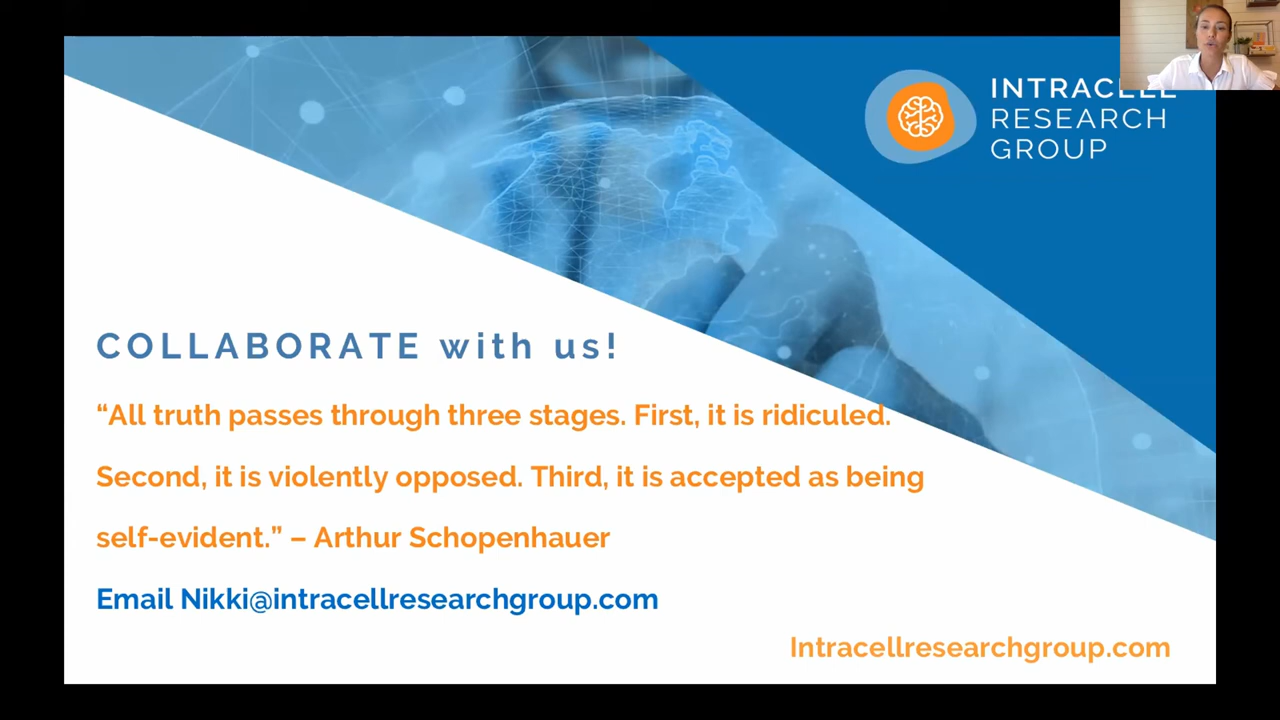 INTRACELL
RESEARCH
GROUP
COLLABORATE with us!
“All truth passes through three stages. First, it is ridiculed.
Second, it is violently opposed. Third, it is accepted as being
self-evident.” – Arthur Schopenhauer
Email Nikki@intracellresearchgroup.com
Intracellresearchgroup.com